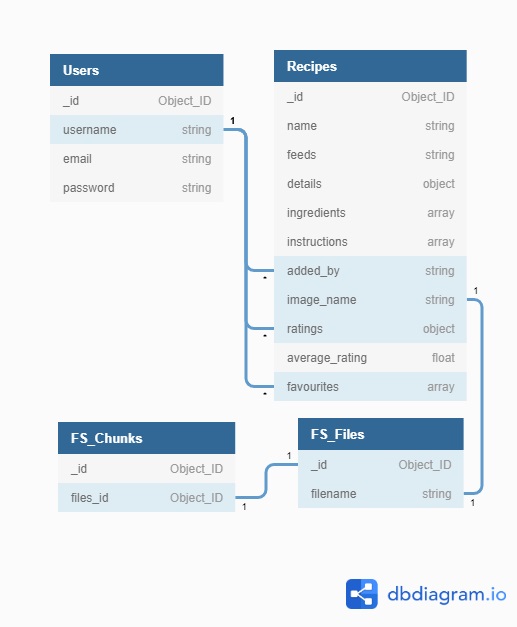 Users
_id Object_ID
username string
email string
password string
1
Recipes
_id Object_ID
name string
feeds string
details object
ingredients array
instructions array
added_by string
*
image_name string
1
ratings object
*
average_rating float
favourites array
*
FS_Chunks
_id Object_ID
files_id Object_ID
1
FS_Files
1
_id Object_ID
filename string
1
dbdiagram.io